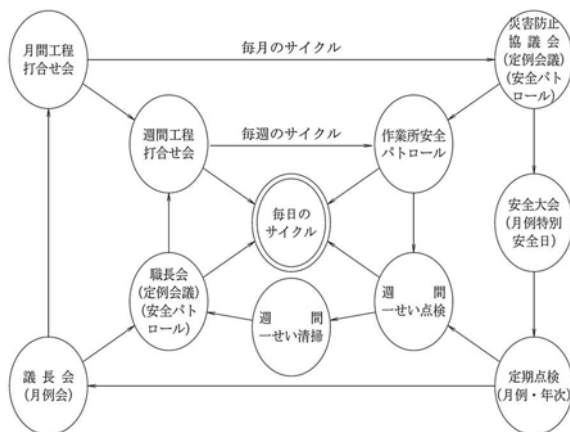 月間工程
打合せ会
毎月のサイクル
災害防止
協議会
(定例会議)
(安全パト
ロール)
週間工程
打合せ会
毎週のサイクル
作業所安全
パトロール
毎日の
サイクル
安全大会
(月例特別
安全日)
職長会
(定例会議)
(安全パト
ロール)
週間
一せい清掃
週間
一せい点検
議長会
(月例会)
定期点検
(月例・年次)